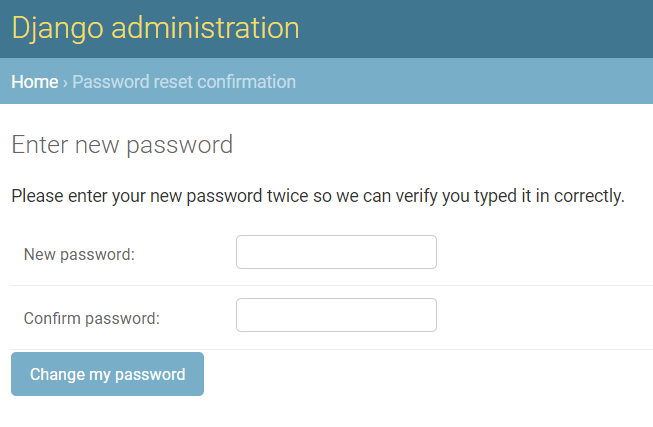 Django administration
Home › Password reset confirmation
Enter new password
Please enter your new password twice so we can verify you typed it in correctly.
New password:
Confirm password:
Change my password